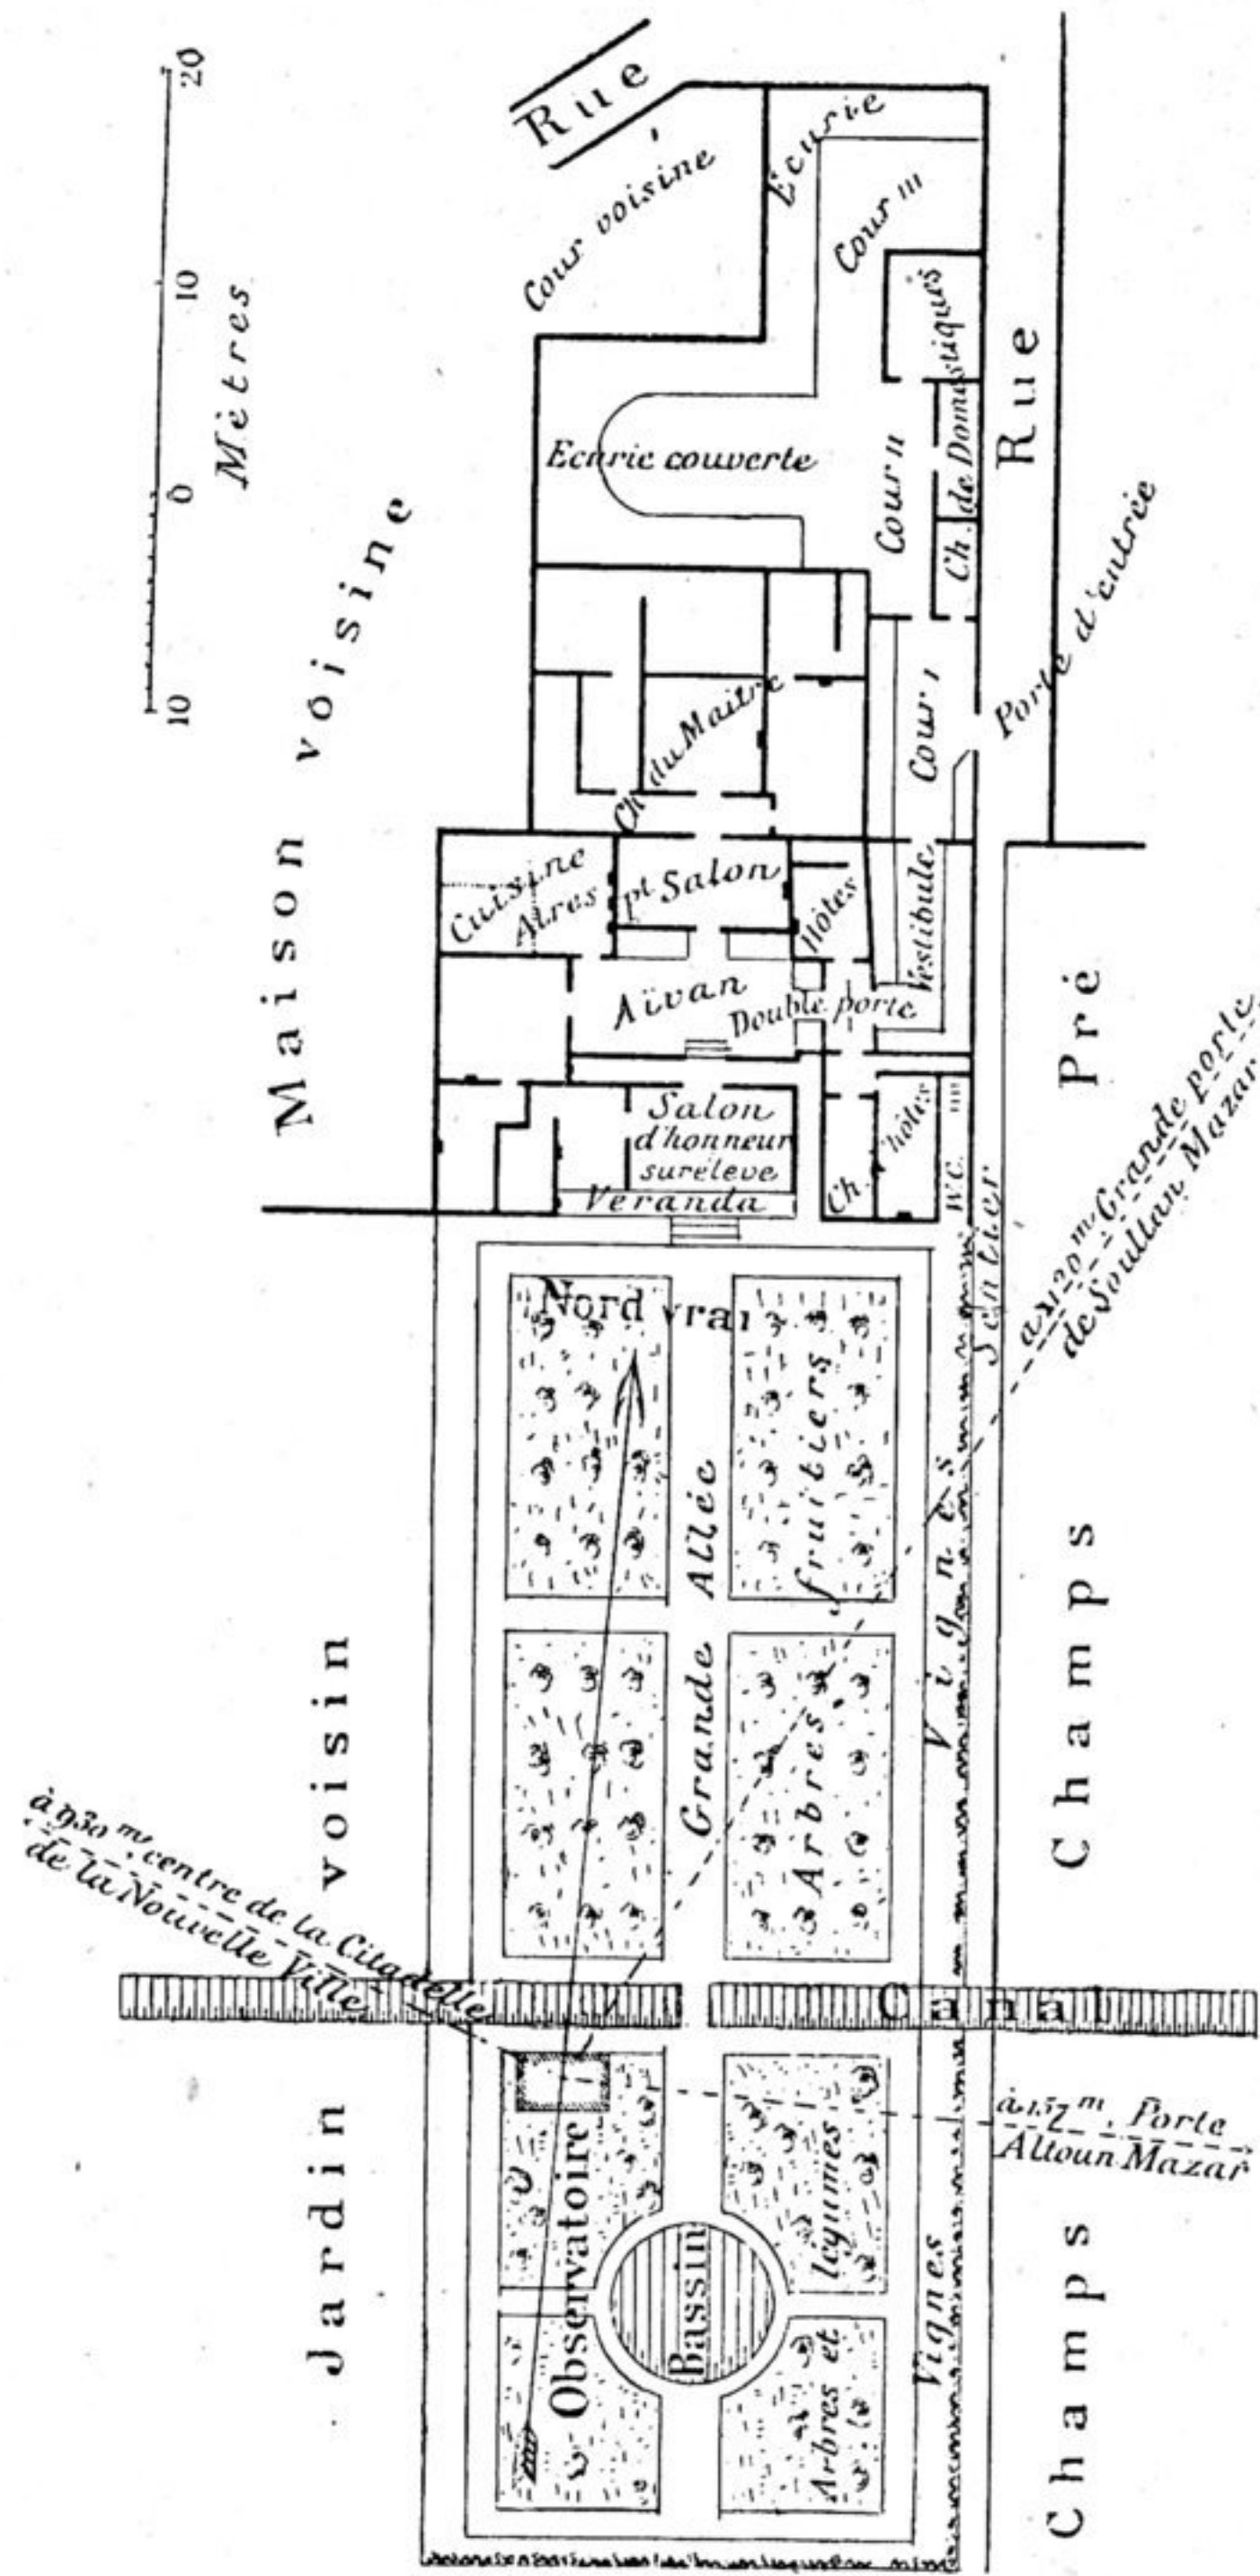 20
10
0
10
Mètres
Rue
Cour voisine
Écurie
Cour III
Ecurie couverte
Cour II
Ch. de Domestiques
Rue
Porte d'entrée
Cour I
Ch. du Maitre
Maison voisine
Cuisine
Atres
pt Salon
Hôtes
Vestibule
Aïvan
Double porte
Salon
d'honneur
surélevé
Veranda
Ch. d'hôtes
W.C.
Sentier
Pré
Nord vrai
à 120 m Grande porte
de Soultan Mazar
Grande Allée
Arbres fruitiers
Vignes
Champs
Jardin voisin
à 930 m centre de la Citadelle
de la Nouvelle Ville
Canal
à 157 m. Porte
Altoun Mazar
Observatoire
Bassin
Arbres et légumes
Vignes
Champs